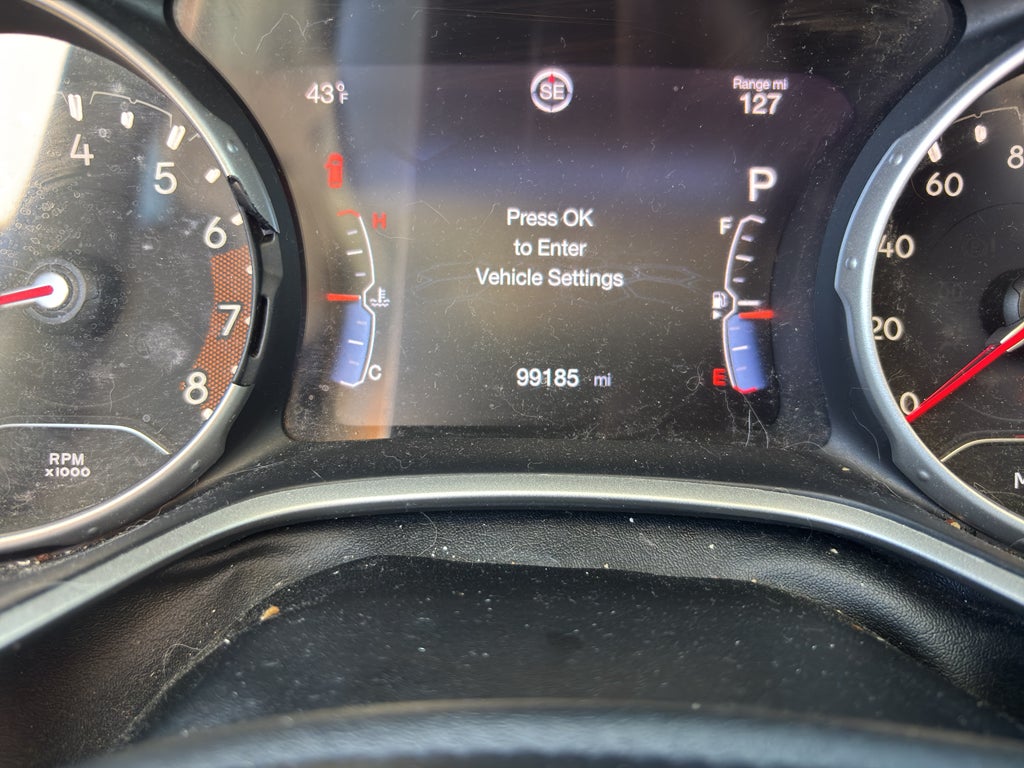 43°F
SE
Range mi
127
P
H
C
Press OK
to Enter
Vehicle Settings
F
E
99185 mi
4
5
6
7
8
RPM
x1000
60
40
20
0